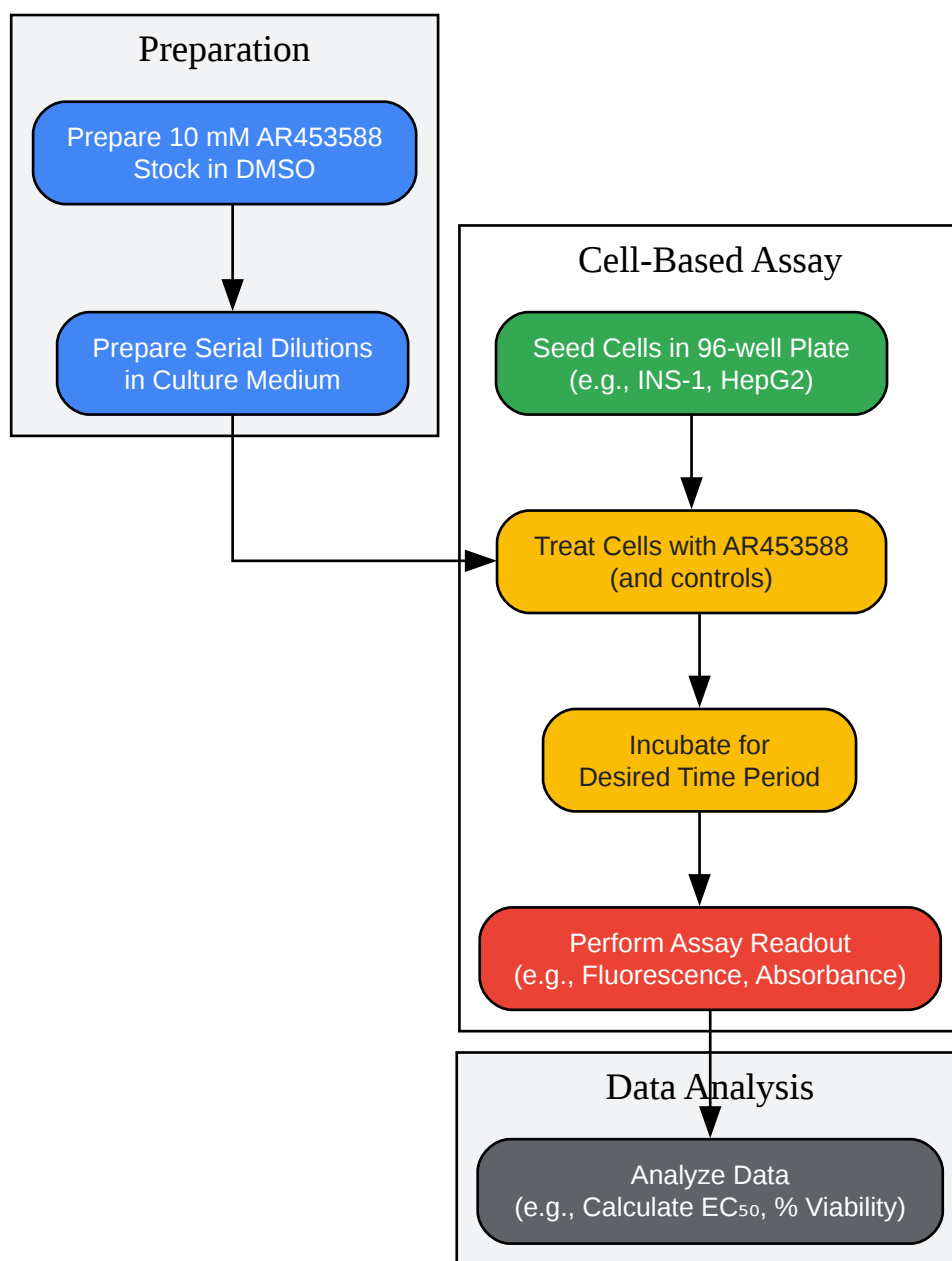 Preparation
Prepare 10 mM AR453588
Stock in DMSO
Prepare Serial Dilutions
in Culture Medium
Cell-Based Assay
Seed Cells in 96-well Plate
(e.g., INS-1, HepG2)
Treat Cells with AR453588
(and controls)
Incubate for
Desired Time Period
Perform Assay Readout
(e.g., Fluorescence, Absorbance)
Data Analysis
Analyze Data
(e.g., Calculate EC₅₀, % Viability)